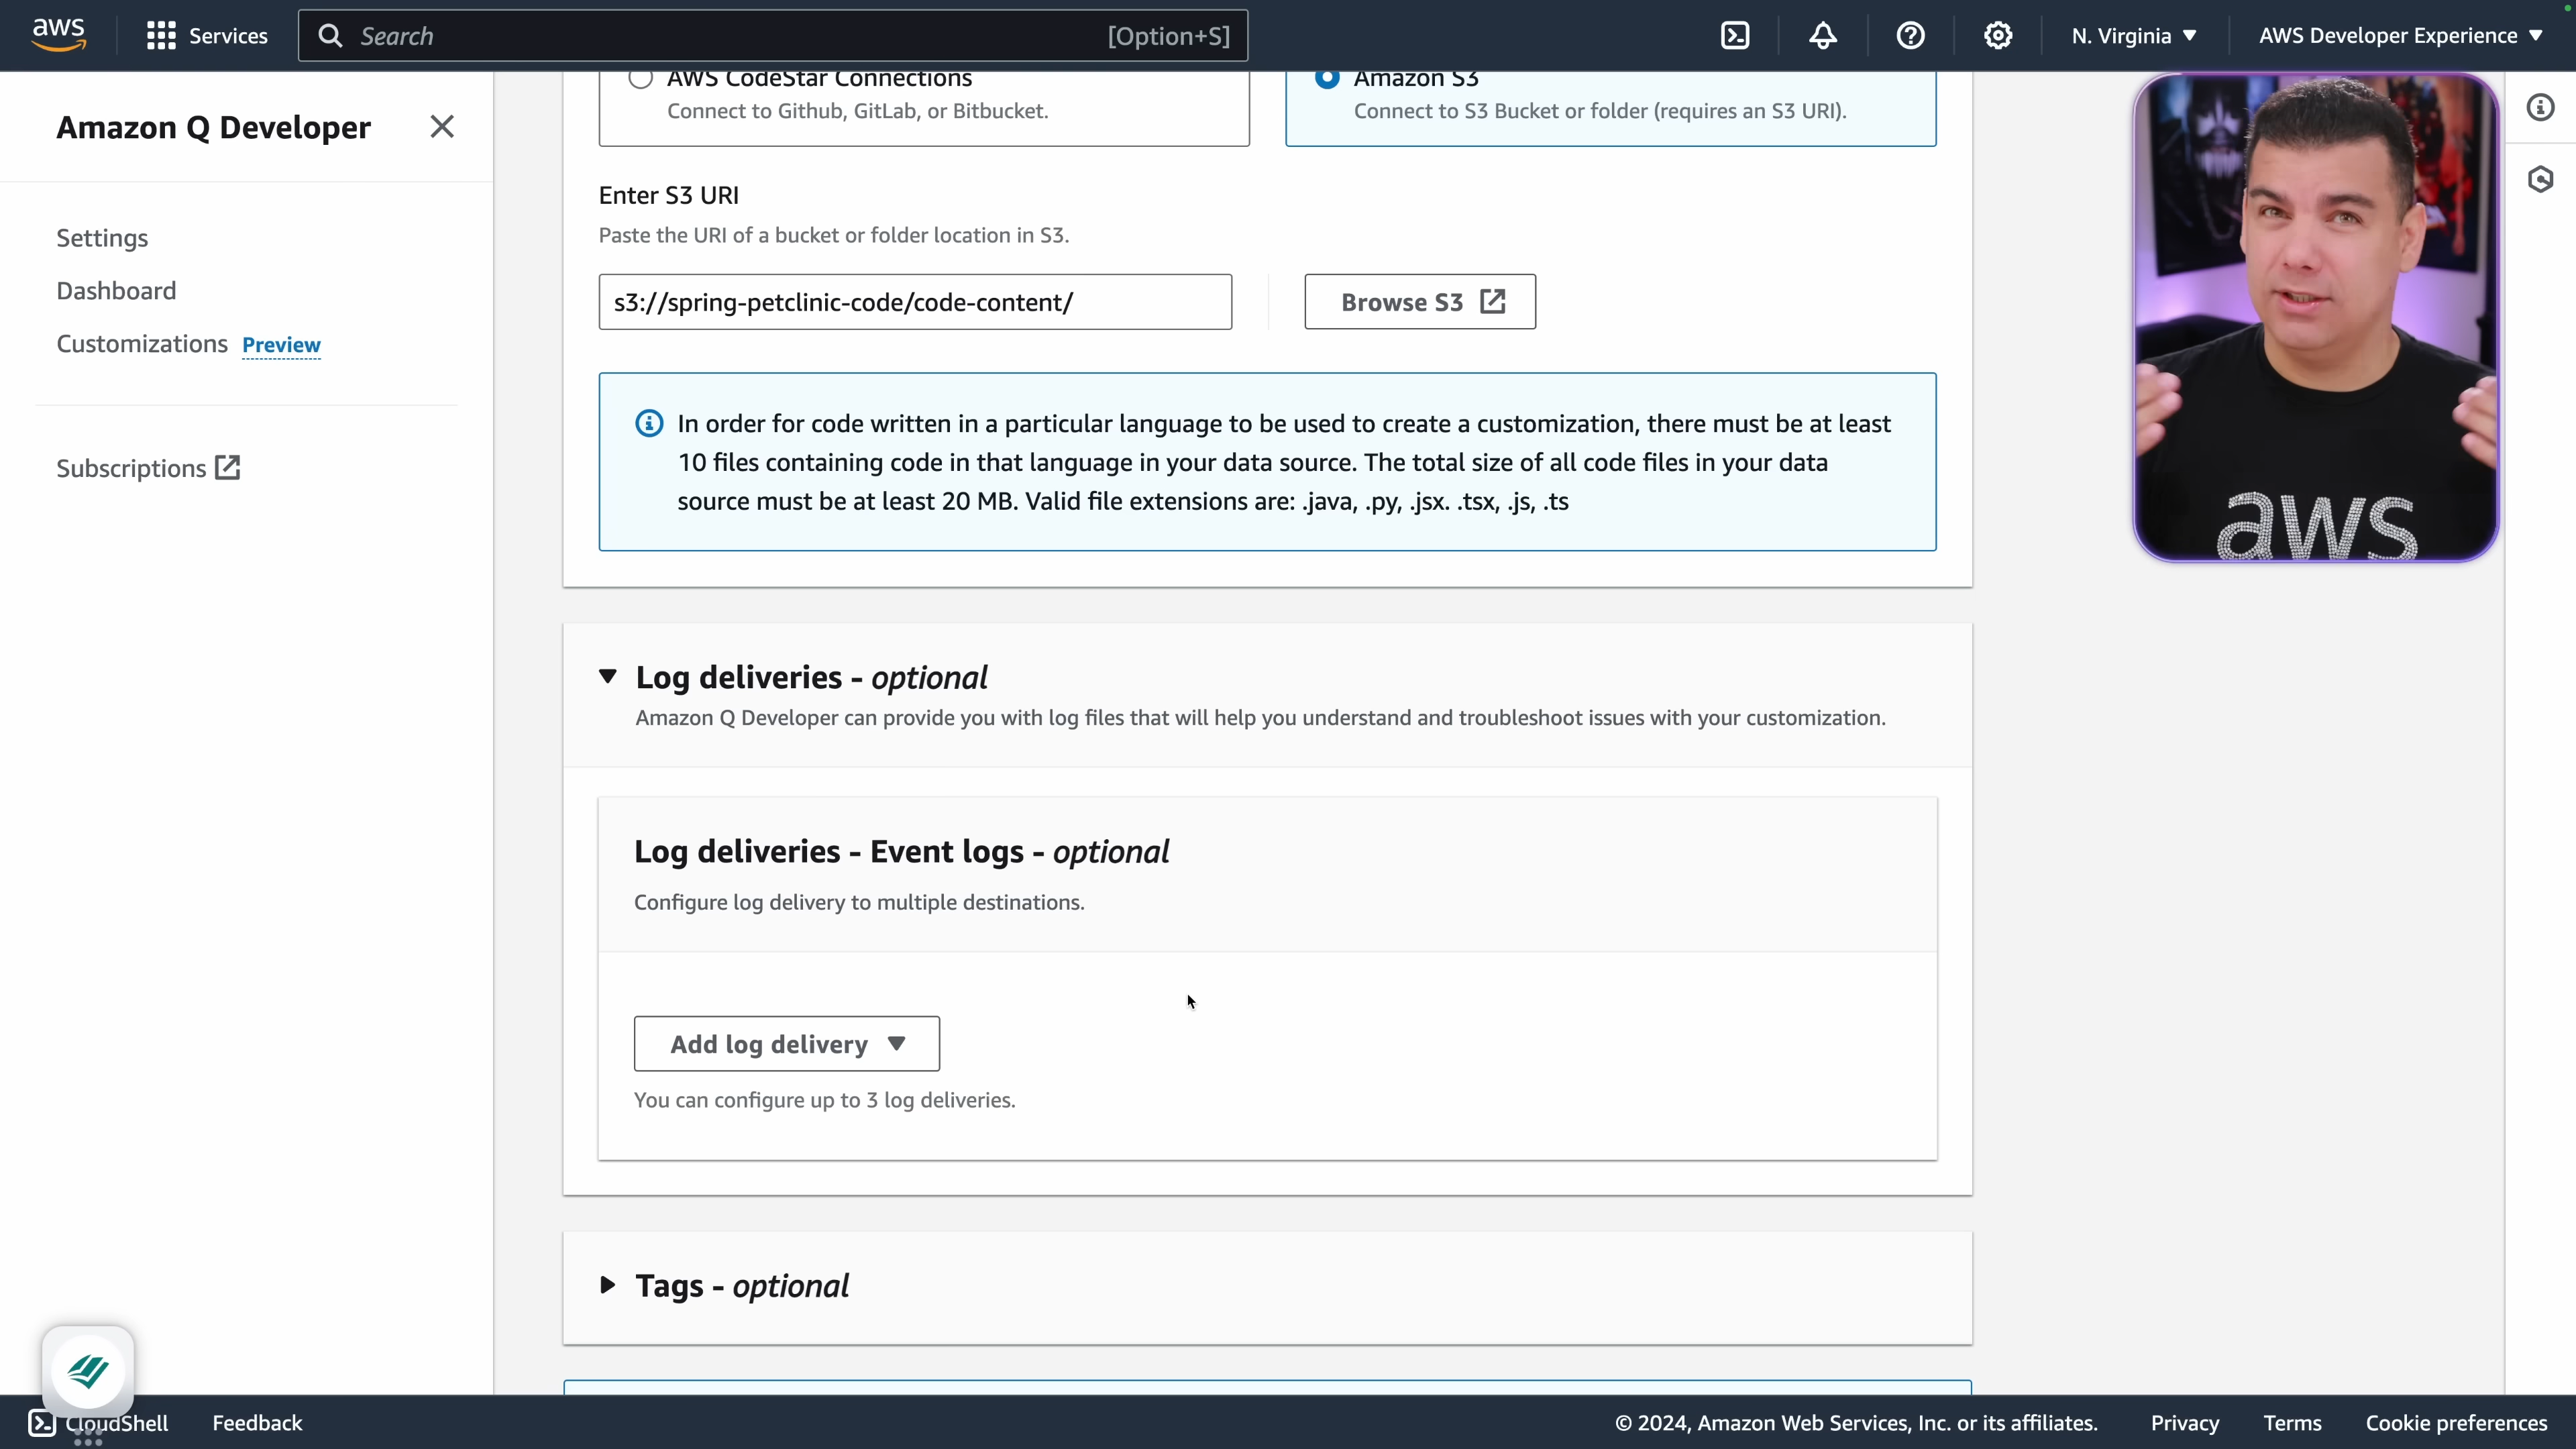 aws
Services
Search
[Option+S]
N. Virginia
AWS Developer Experience
Amazon Q Developer
Settings
Dashboard
Customizations Preview
Subscriptions
AWS CodeStar Connections
Connect to Github, GitLab, or Bitbucket.
Amazon S3
Connect to S3 Bucket or folder (requires an S3 URI).
Enter S3 URI
Paste the URI of a bucket or folder location in S3.
s3://spring-petclinic-code/code-content/
Browse S3
In order for code written in a particular language to be used to create a customization, there must be at least
10 files containing code in that language in your data source. The total size of all code files in your data
source must be at least 20 MB. Valid file extensions are: .java, .py, .jsx. .tsx, .js, .ts
aws
Log deliveries - optional
Amazon Q Developer can provide you with log files that will help you understand and troubleshoot issues with your customization.
Log deliveries - Event logs - optional
Configure log delivery to multiple destinations.
Add log delivery
You can configure up to 3 log deliveries.
Tags - optional
CloudShell
Feedback
© 2024, Amazon Web Services, Inc. or its affiliates.
Privacy
Terms
Cookie preferences